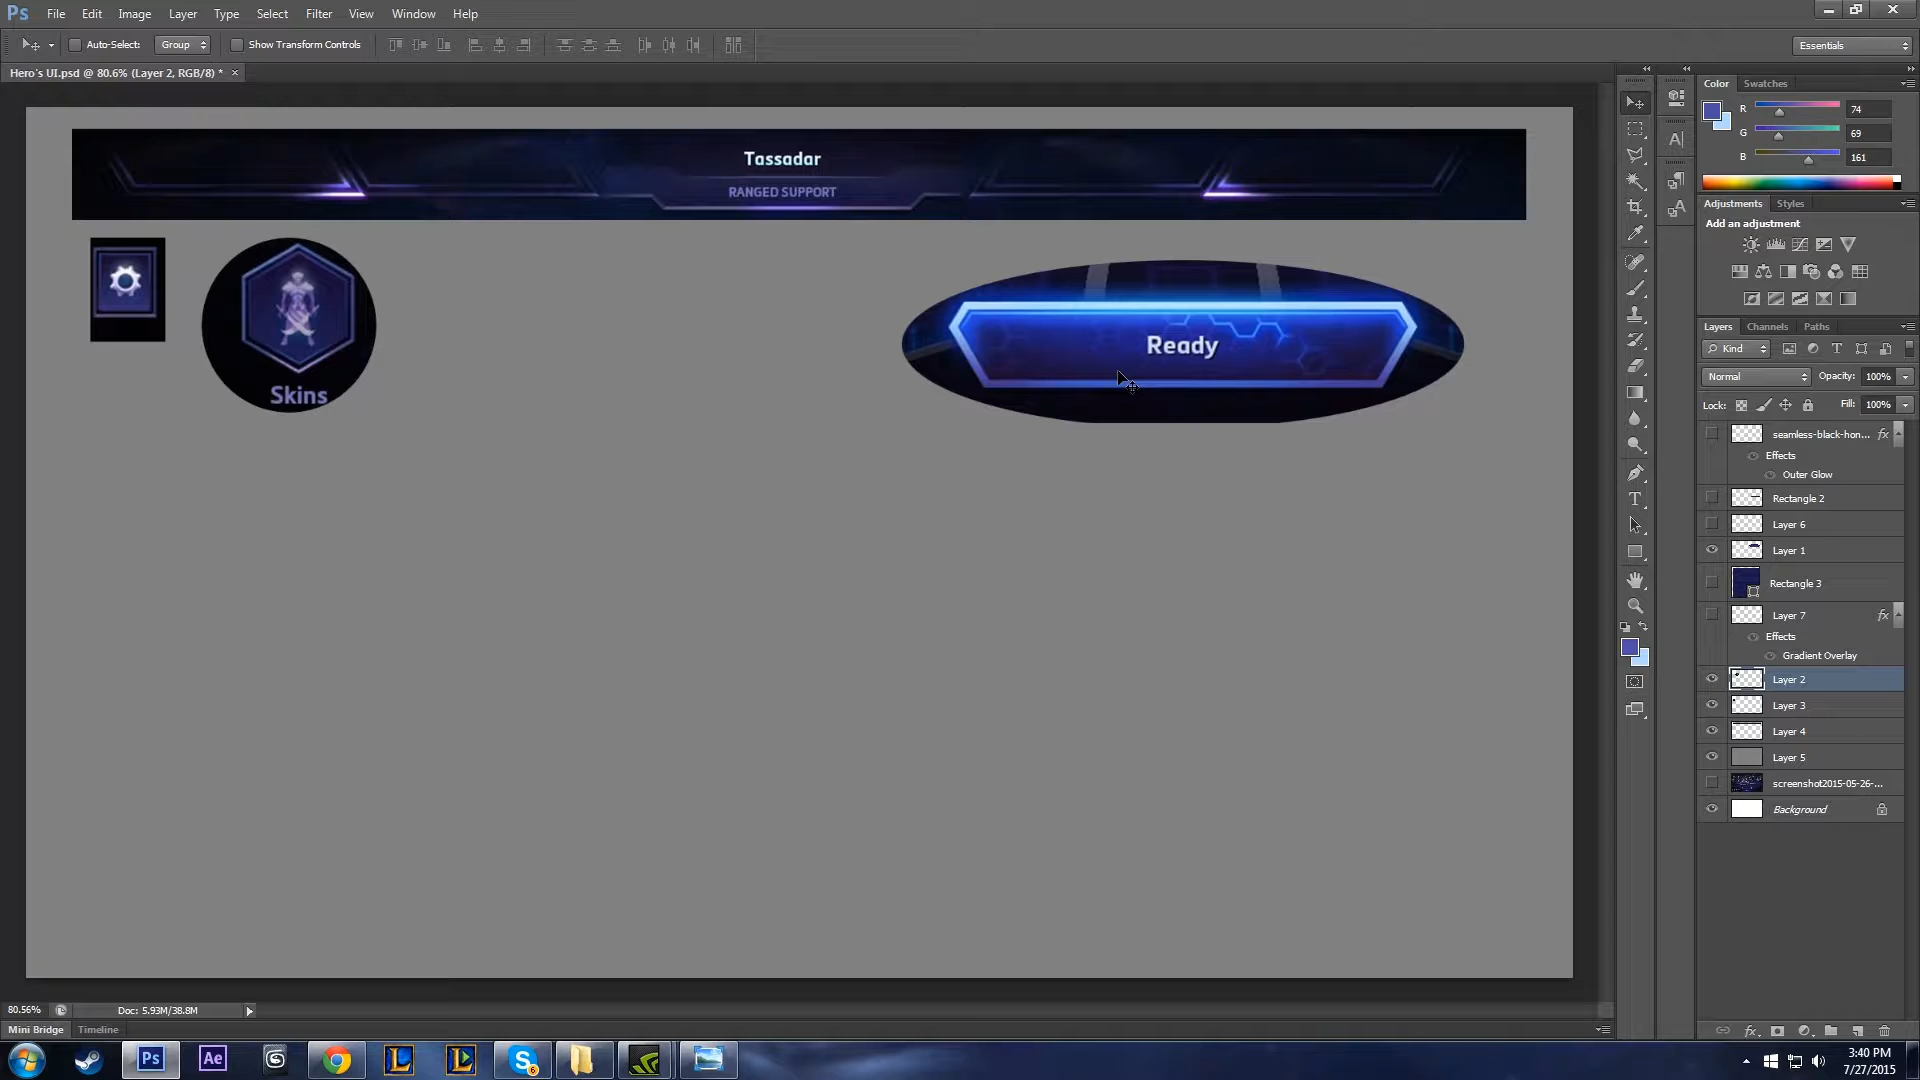 Ps File Edit Image Layer Type Select Filter View Window Help
Auto-Select: Group Show Transform Controls Essentials
Hero's UI.psd @ 80.6% (Layer 2, RGB/8) * ×
Color Swatches
R 74
G 69
B 161
Adjustments Styles
Add an adjustment
Layers Channels Paths
Kind
Normal Opacity: 100%
Lock: Fill: 100%
seamless-black-hon... fx
Effects
Outer Glow
Rectangle 2
Layer 6
Layer 1
Rectangle 3
Layer 7 fx
Effects
Gradient Overlay
Layer 2
Layer 3
Layer 4
Layer 5
screenshot2015-05-26-...
Background
Tassadar
RANGED SUPPORT
Skins
Ready
80.56% Doc: 5.93M/38.8M
Mini Bridge Timeline
Ps Ae 6
3:40 PM
7/27/2015